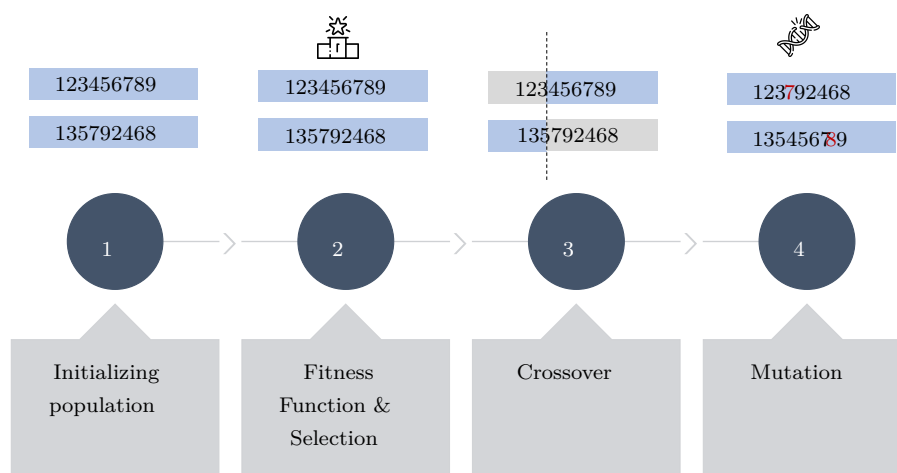 123456789
135792468
123456789
135792468
123456789
135792468
123792468
135456789
1
2
3
4
Initializing
population
Fitness
Function &
Selection
Crossover
Mutation